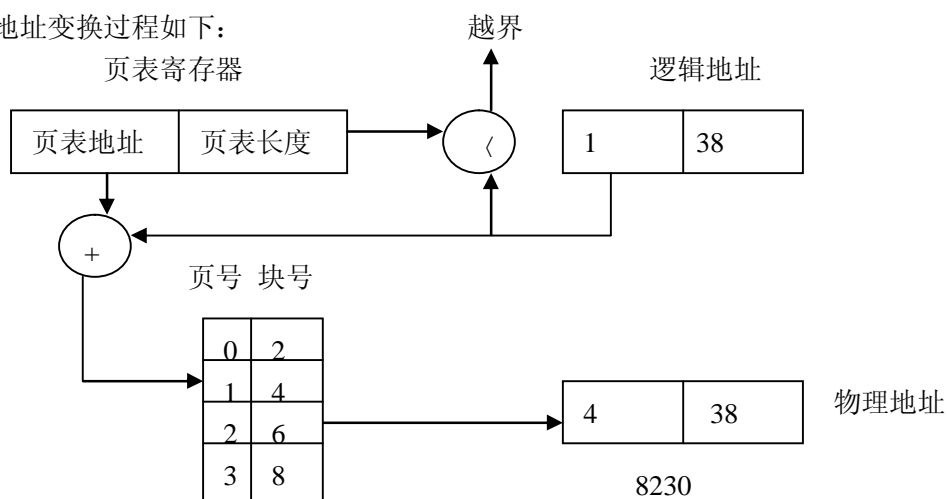 地址变换过程如下：
越界
页表寄存器
逻辑地址
页表地址 页表长度
〈
1 38
+
页号 块号
0 2
1 4
2 6
3 8
4 38
物理地址
8230